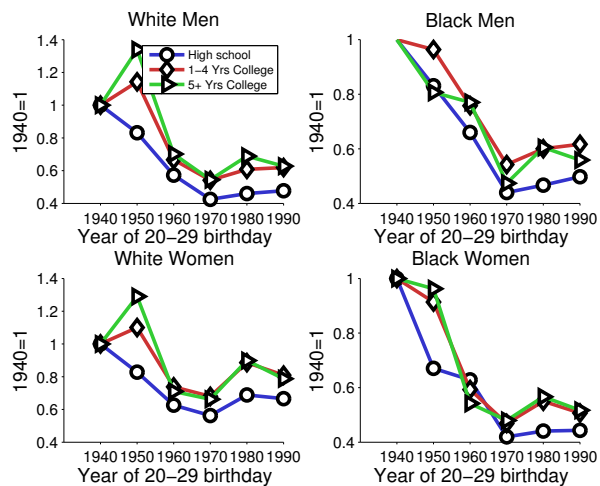 White Men
1.4
1.2
1
0.8
0.6
0.4
1940=1
High school
1−4 Yrs College
5+ Yrs College
1940 1950 1960 1970 1980 1990
Year of 20−29 birthday
Black Men
1
0.8
0.6
0.4
1940=1
1940 1950 1960 1970 1980 1990
Year of 20−29 birthday
White Women
1.4
1.2
1
0.8
0.6
0.4
1940=1
1940 1950 1960 1970 1980 1990
Year of 20−29 birthday
Black Women
1
0.8
0.6
0.4
1940=1
1940 1950 1960 1970 1980 1990
Year of 20−29 birthday